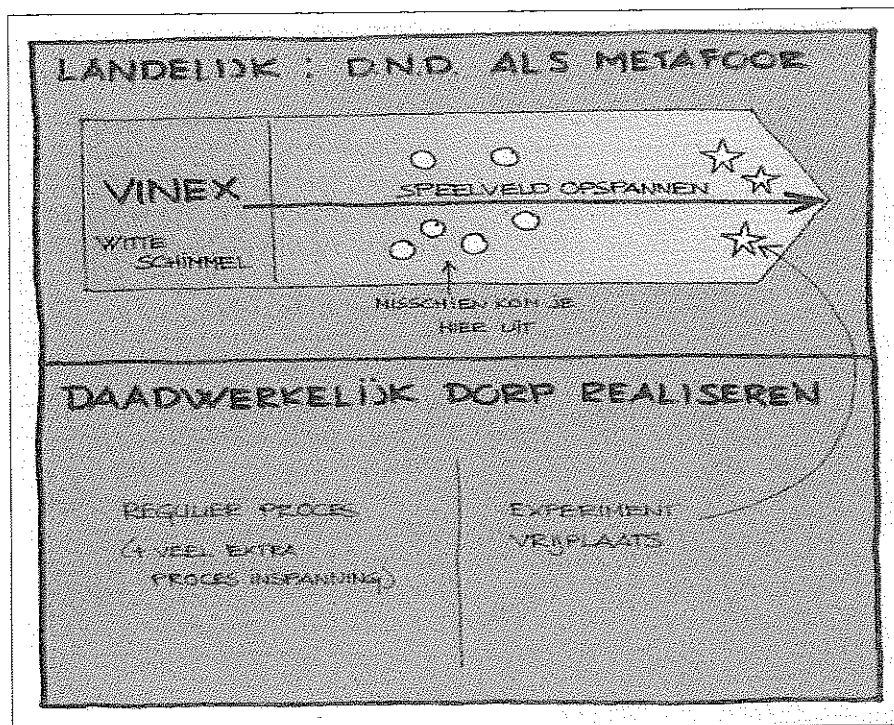 LANDELIJK : D.N.D. ALS METAFOOR
VINEX
SPEELVELD OPSPANNEN
WITTE
SCHIMMEL
MISSCHIEN KOM JE
HIER UIT
DAADWERKELIJK DORP REALISEREN
REGULIER PROCES
(+ VEEL EXTRA
PROCES INSPANNING)
EXPERIMENT
VRIJPLAATS